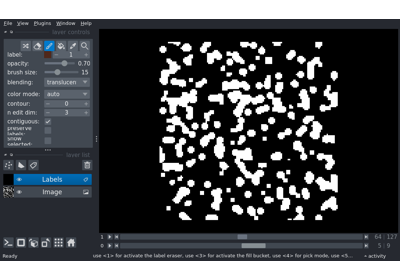 File View Plugins Window Help
layer controls
label: 1
opacity: 0.70
brush size: 15
blending: translucen
color mode: auto
contour: 0
n edit dim: 3
contiguous: ✓
preserve labels:
show selected:
layer list
Labels
Image
1 64 127
0 5 9
Ready use <1> for activate the label eraser, use <3> for activate the fill bucket, use <4> for pick mode, use <5... activity